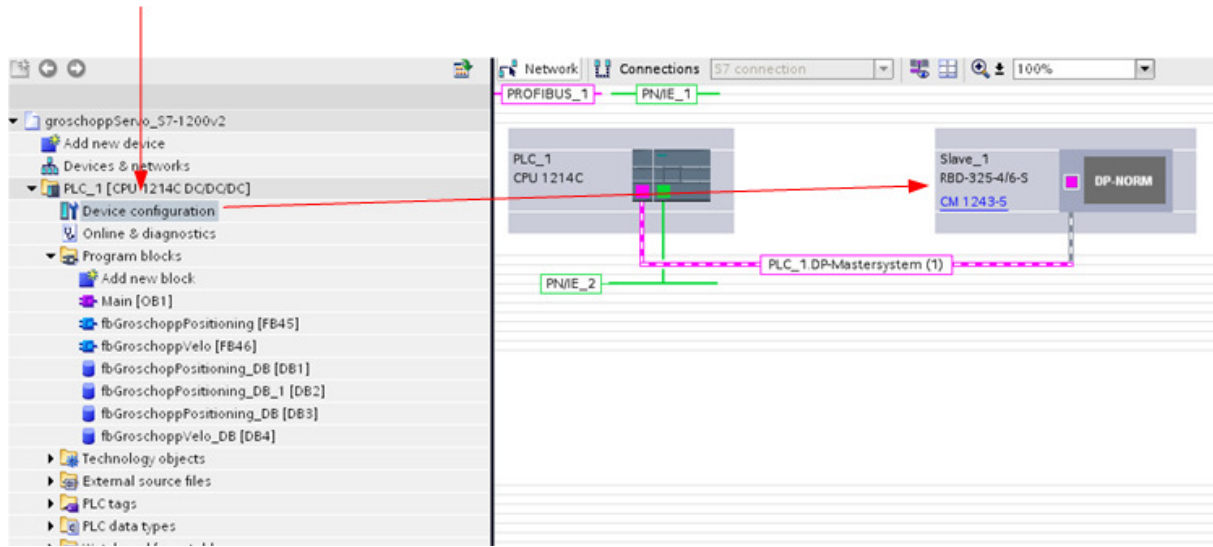 Network Connections S7 connection 100%
PROFIBUS_1 PN/IE_1
groschoppServo_S7-1200v2
Add new device
Devices & networks
PLC_1 [CPU 1214C DC/DC/DC]
Device configuration
Online & diagnostics
Program blocks
Add new block
Main [OB1]
fbGroschoppPositioning [FB45]
fbGroschoppVelo [FB46]
fbGroschopPositioning_DB [DB1]
fbGroschopPositioning_DB_1 [DB2]
fbGroschoppPositioning_DB [DB3]
fbGroschoppVelo_DB [DB4]
Technology objects
External source files
PLC tags
PLC data types
PLC_1
CPU 1214C
Slave_1
RBD-325-4/6-S
CM 1243-5
DP-NORM
PLC_1.DP-Mastersystem (1)
PN/IE_2